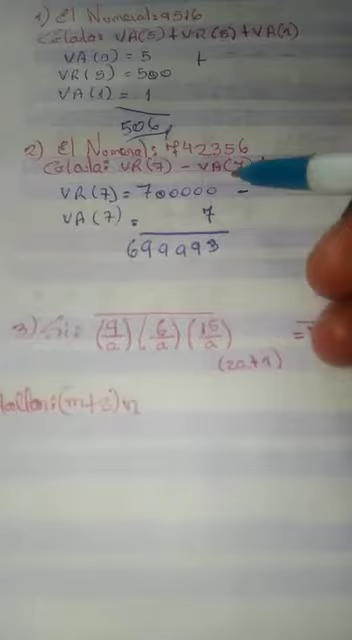 1) El Numeral: 9516
Calcula: VA(5) + VR(5) + VA(1)
VA(5) = 5 +
VR(5) = 500
VA(1) = 1
506
2) El Numeral: 742356
Calcula: VR(7) - VA(7)
VR(7) = 700000 -
VA(7) = 7
699993
3) Si: (9/a) (6/a) (15/a) (2a+1) =
Hallar: (m+3)n